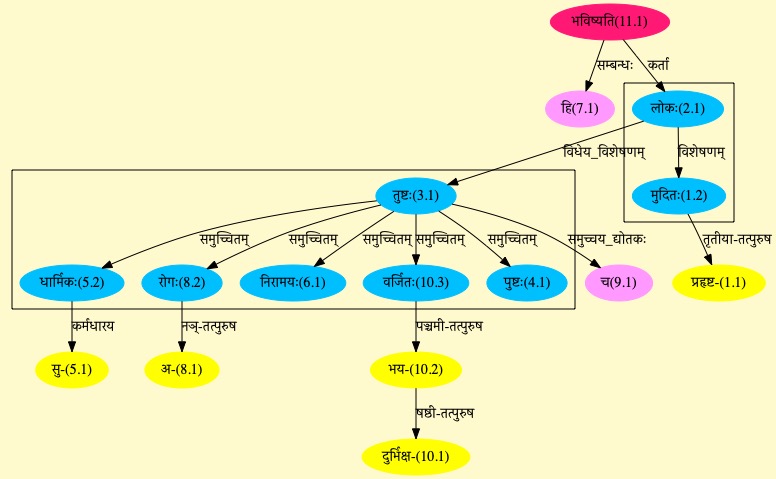 भविष्यति(11.1)
सम्बन्धः
कर्ता
हि(7.1)
लोकः(2.1)
विधेय_विशेषणम्
विशेषणम्
तुष्टः(3.1)
मुदितः(1.2)
समुच्चितम्
समुच्चितम्
समुच्चितम्
समुच्चितम्
समुच्चितम्
समुच्चय_द्योतकः
तृतीया-तत्पुरुष
धार्मिकः(5.2)
रोगः(8.2)
निरामयः(6.1)
वर्जितः(10.3)
पुष्टः(4.1)
च(9.1)
प्रहृष्ट-(1.1)
कर्मधारय
नञ्-तत्पुरुष
पञ्चमी-तत्पुरुष
सु-(5.1)
अ-(8.1)
भय-(10.2)
षष्ठी-तत्पुरुष
दुर्भिक्ष-(10.1)